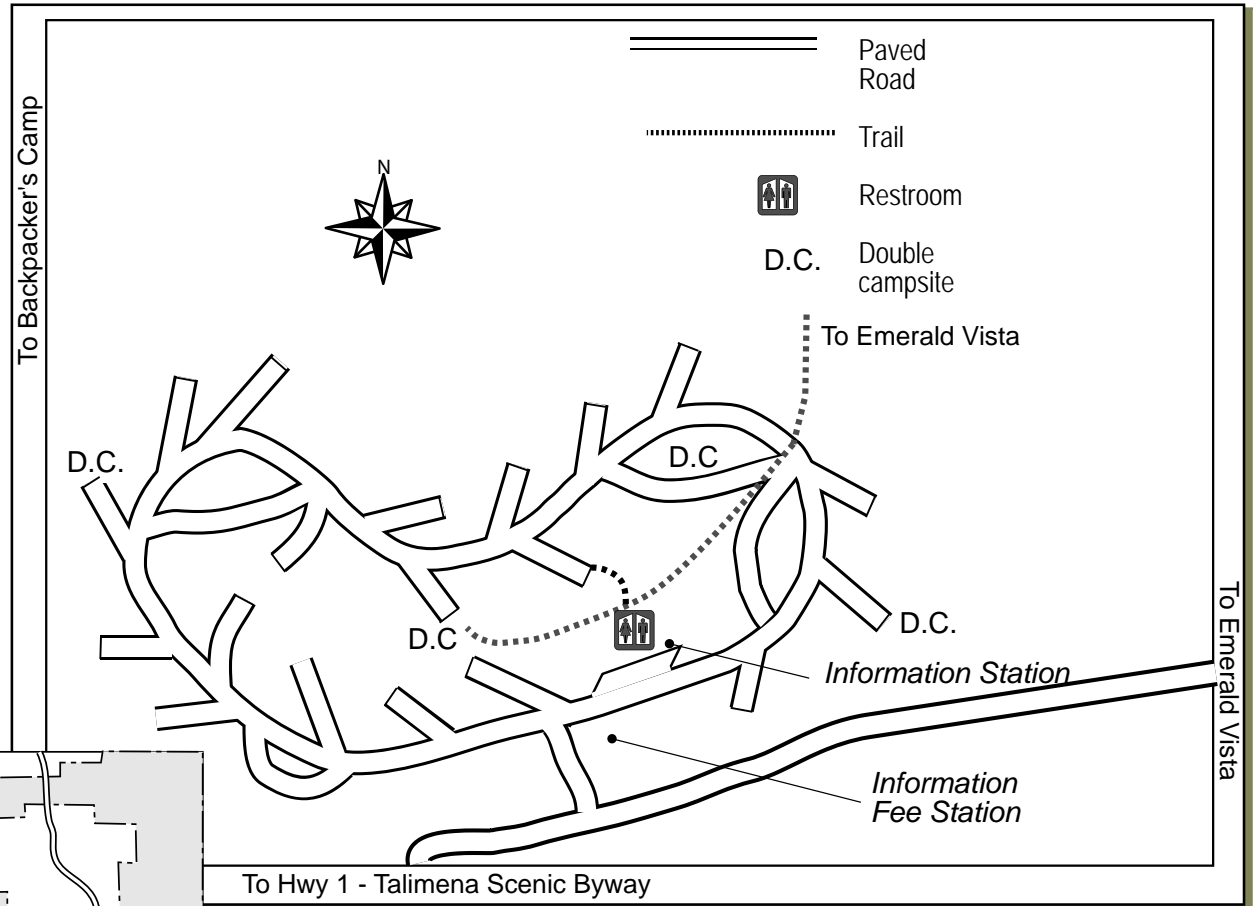 Paved
Road
Trail
Restroom
D.C.
Double
campsite
N
To Backpacker's Camp
To Emerald Vista
D.C.
D.C
D.C
D.C.
Information Station
To Emerald Vista
Information
Fee Station
To Hwy 1 - Talimena Scenic Byway